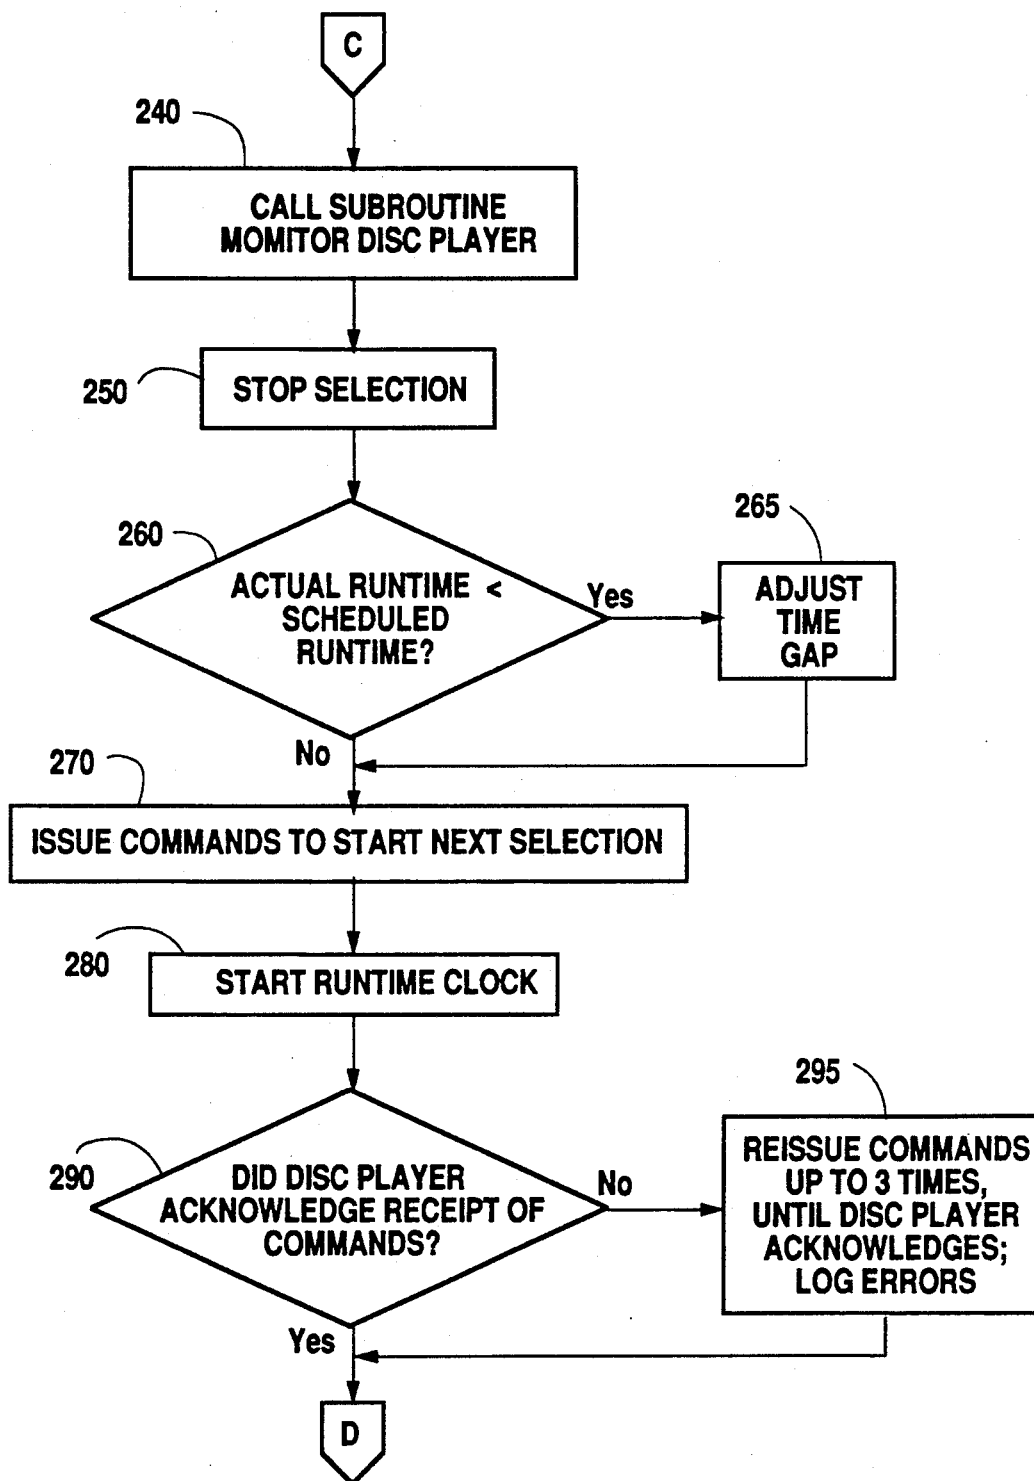 C
240
CALL SUBROUTINE
MOMITOR DISC PLAYER
250
STOP SELECTION
260
ACTUAL RUNTIME <
SCHEDULED
RUNTIME?
Yes
265
ADJUST
TIME
GAP
No
270
ISSUE COMMANDS TO START NEXT SELECTION
280
START RUNTIME CLOCK
290
DID DISC PLAYER
ACKNOWLEDGE RECEIPT OF
COMMANDS?
No
295
REISSUE COMMANDS
UP TO 3 TIMES,
UNTIL DISC PLAYER
ACKNOWLEDGES;
LOG ERRORS
Yes
D